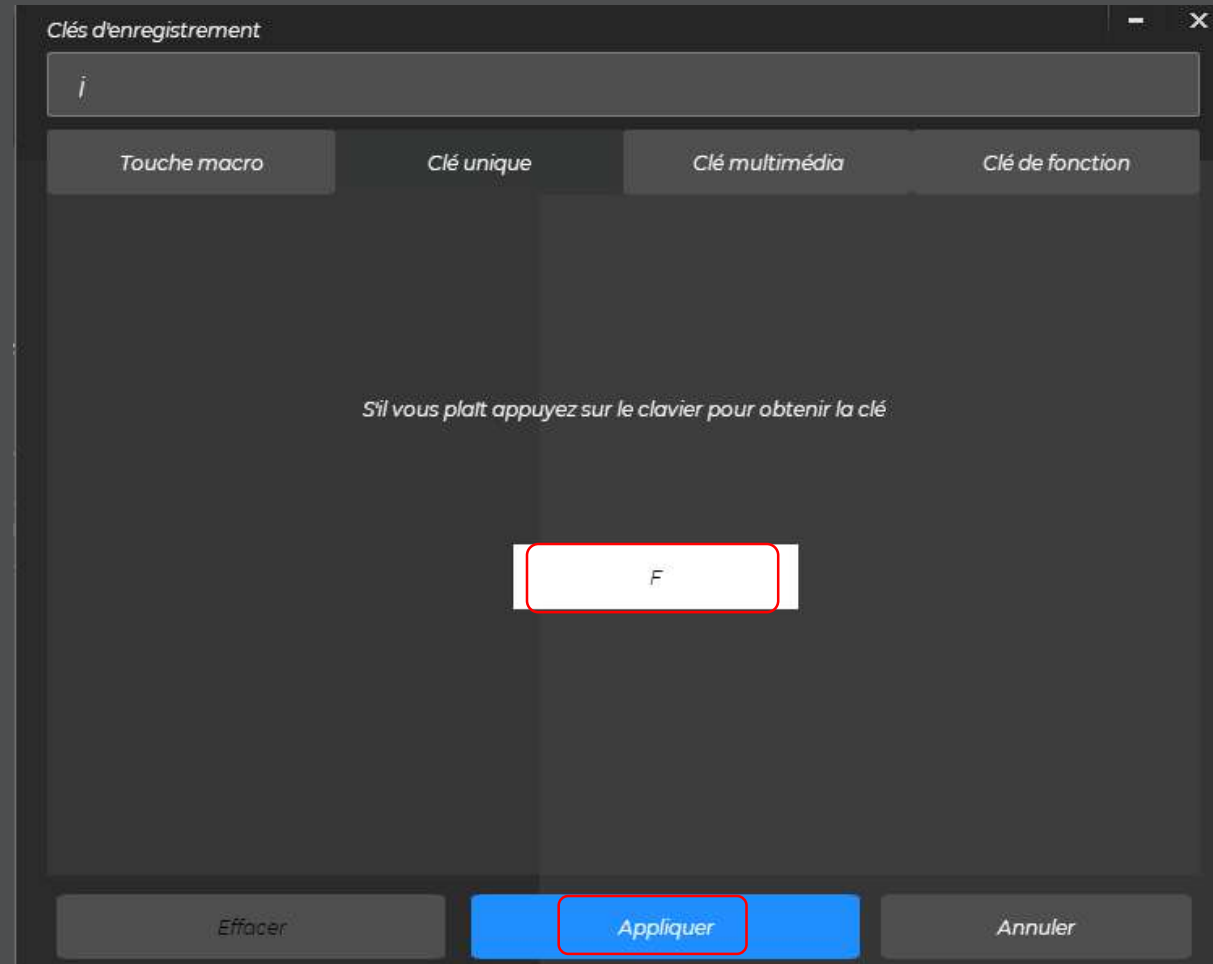 Clés d'enregistrement
i
Touche macro
Clé unique
Clé multimédia
Clé de fonction
S'il vous plaît appuyez sur le clavier pour obtenir la clé
F
Effacer
Appliquer
Annuler